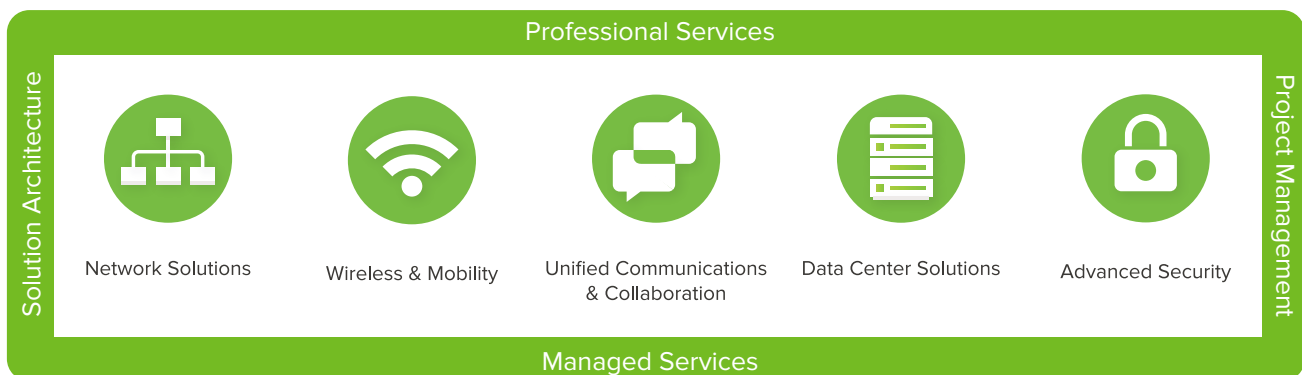 Professional Services
Solution Architecture
Project Management
Network Solutions
Wireless & Mobility
Unified Communications
& Collaboration
Data Center Solutions
Advanced Security
Managed Services